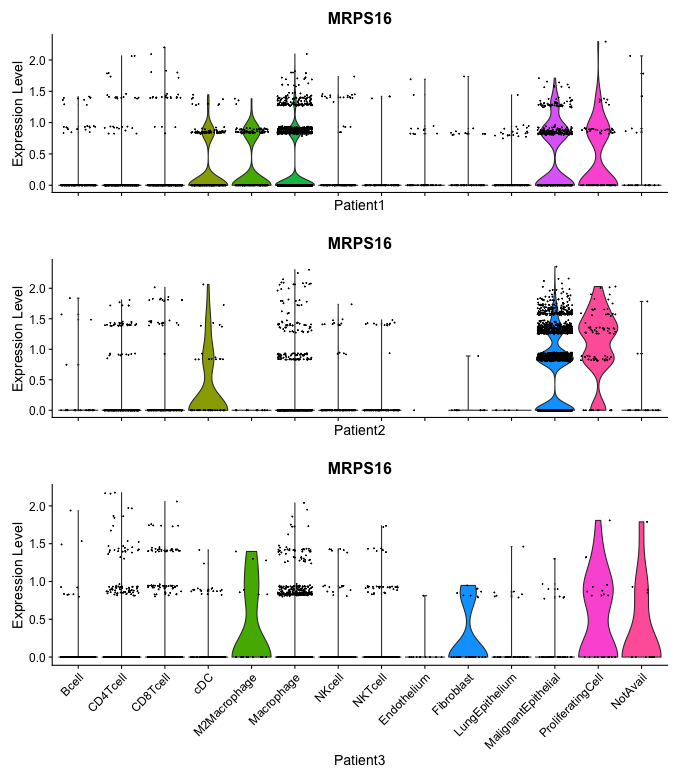 MRPS16
Expression Level
2.0
1.5
1.0
0.5
0.0
Patient1
MRPS16
Expression Level
2.0
1.5
1.0
0.5
0.0
Patient2
MRPS16
Expression Level
2.0
1.5
1.0
0.5
0.0
Bcell
CD4Tcell
CD8Tcell
cDC
M2Macrophage
Macrophage
NKcell
NKTcell
Endothelium
Fibroblast
LungEpithelium
MalignantEpithelial
ProliferatingCell
NotAvail
Patient3